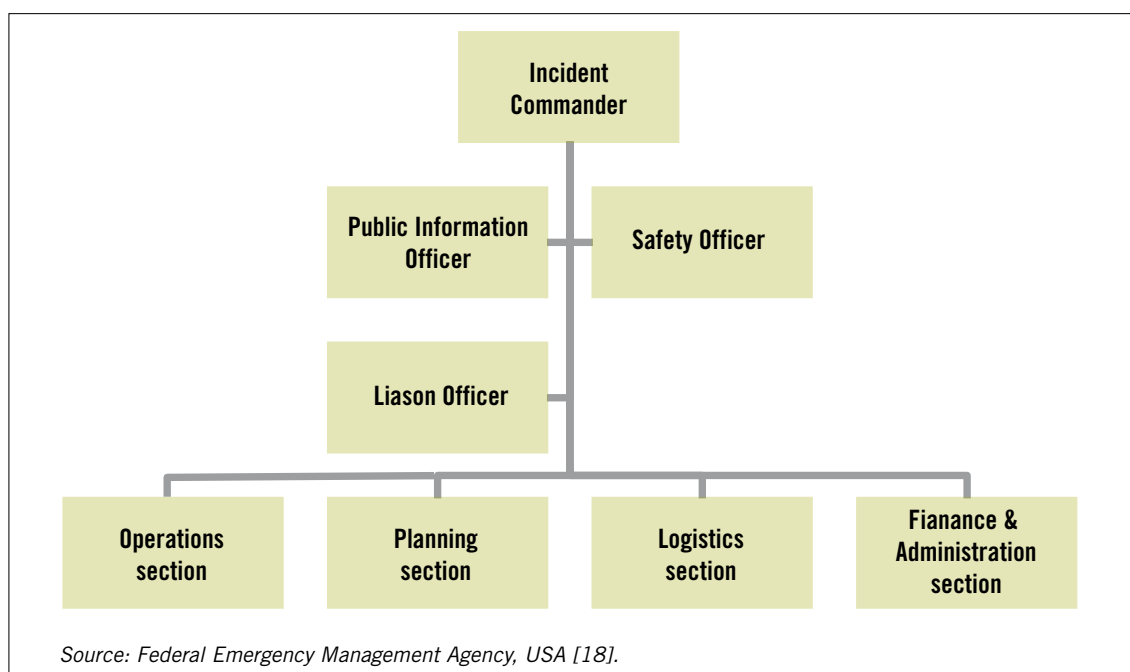 Incident
Commander
Public Information
Officer
Safety Officer
Liason Officer
Operations
section
Planning
section
Logistics
section
Fianance &
Administration
section
Source: Federal Emergency Management Agency, USA [18].